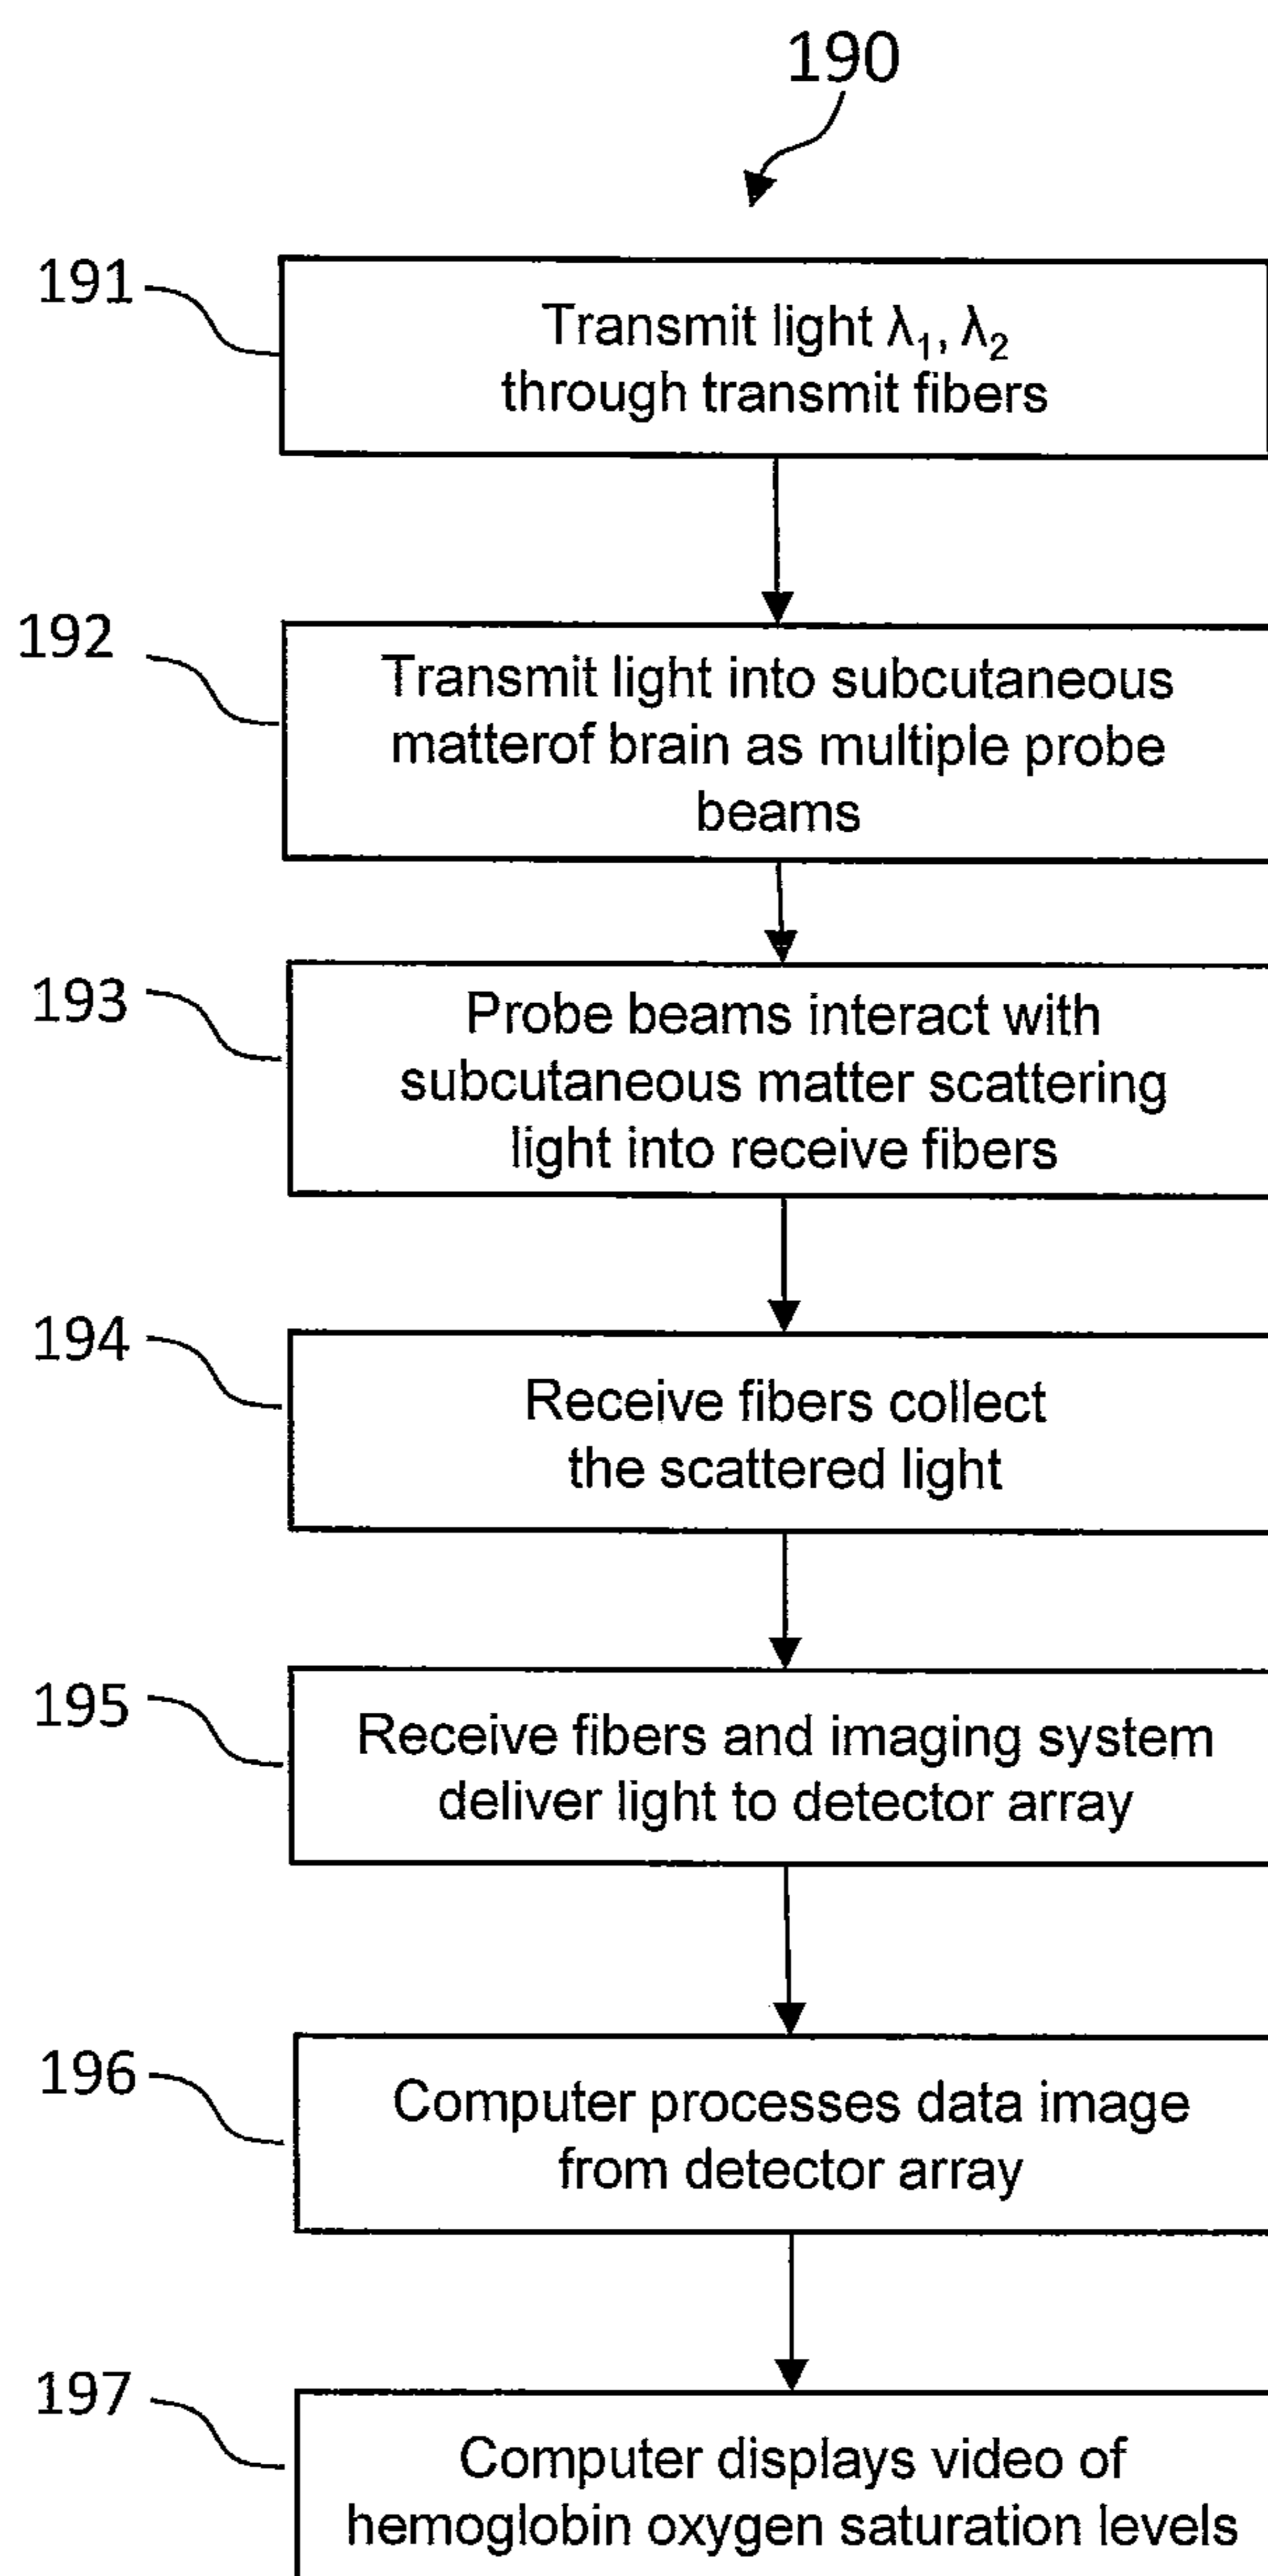 190
191
Transmit light λ₁, λ₂
through transmit fibers
192
Transmit light into subcutaneous
matterof brain as multiple probe
beams
193
Probe beams interact with
subcutaneous matter scattering
light into receive fibers
194
Receive fibers collect
the scattered light
195
Receive fibers and imaging system
deliver light to detector array
196
Computer processes data image
from detector array
197
Computer displays video of
hemoglobin oxygen saturation levels